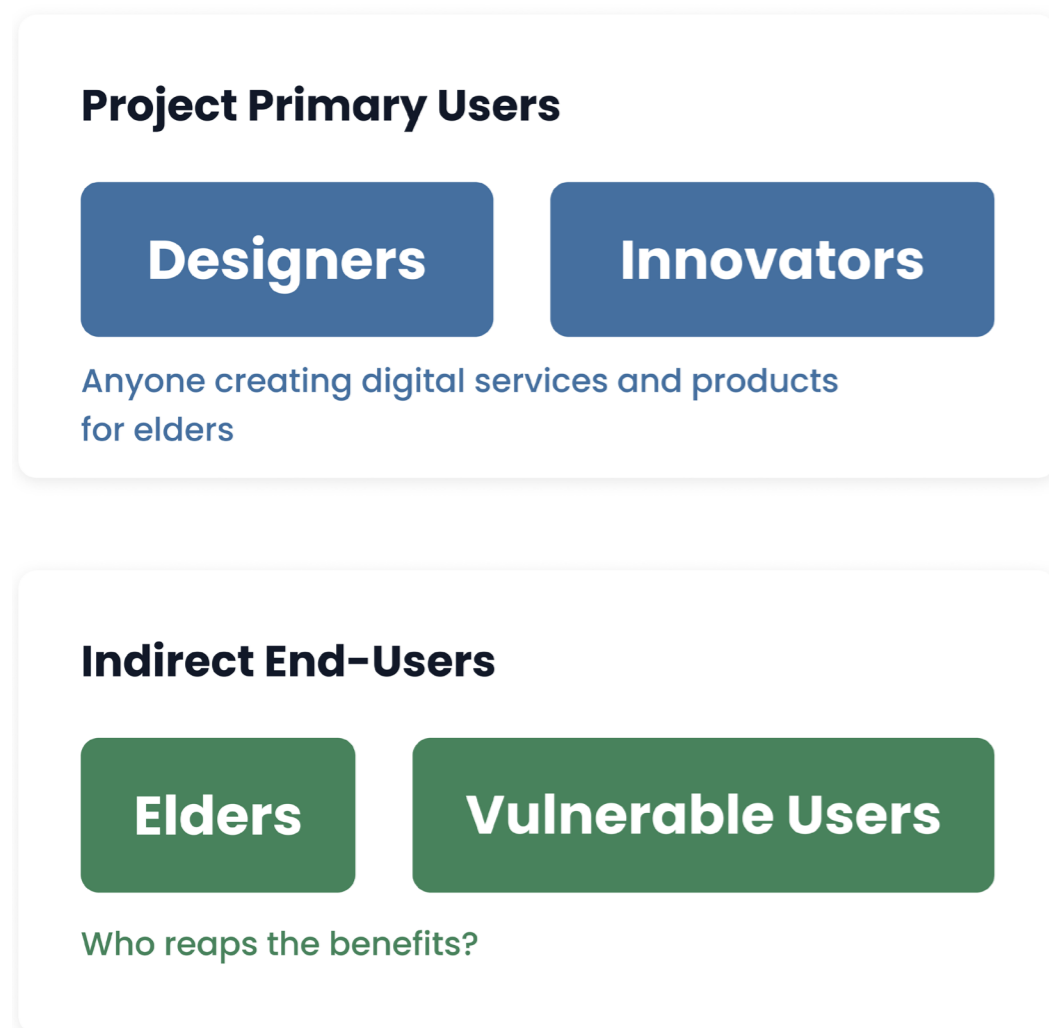 Project Primary Users
Designers
Innovators
Anyone creating digital services and products
for elders
Indirect End-Users
Elders
Vulnerable Users
Who reaps the benefits?